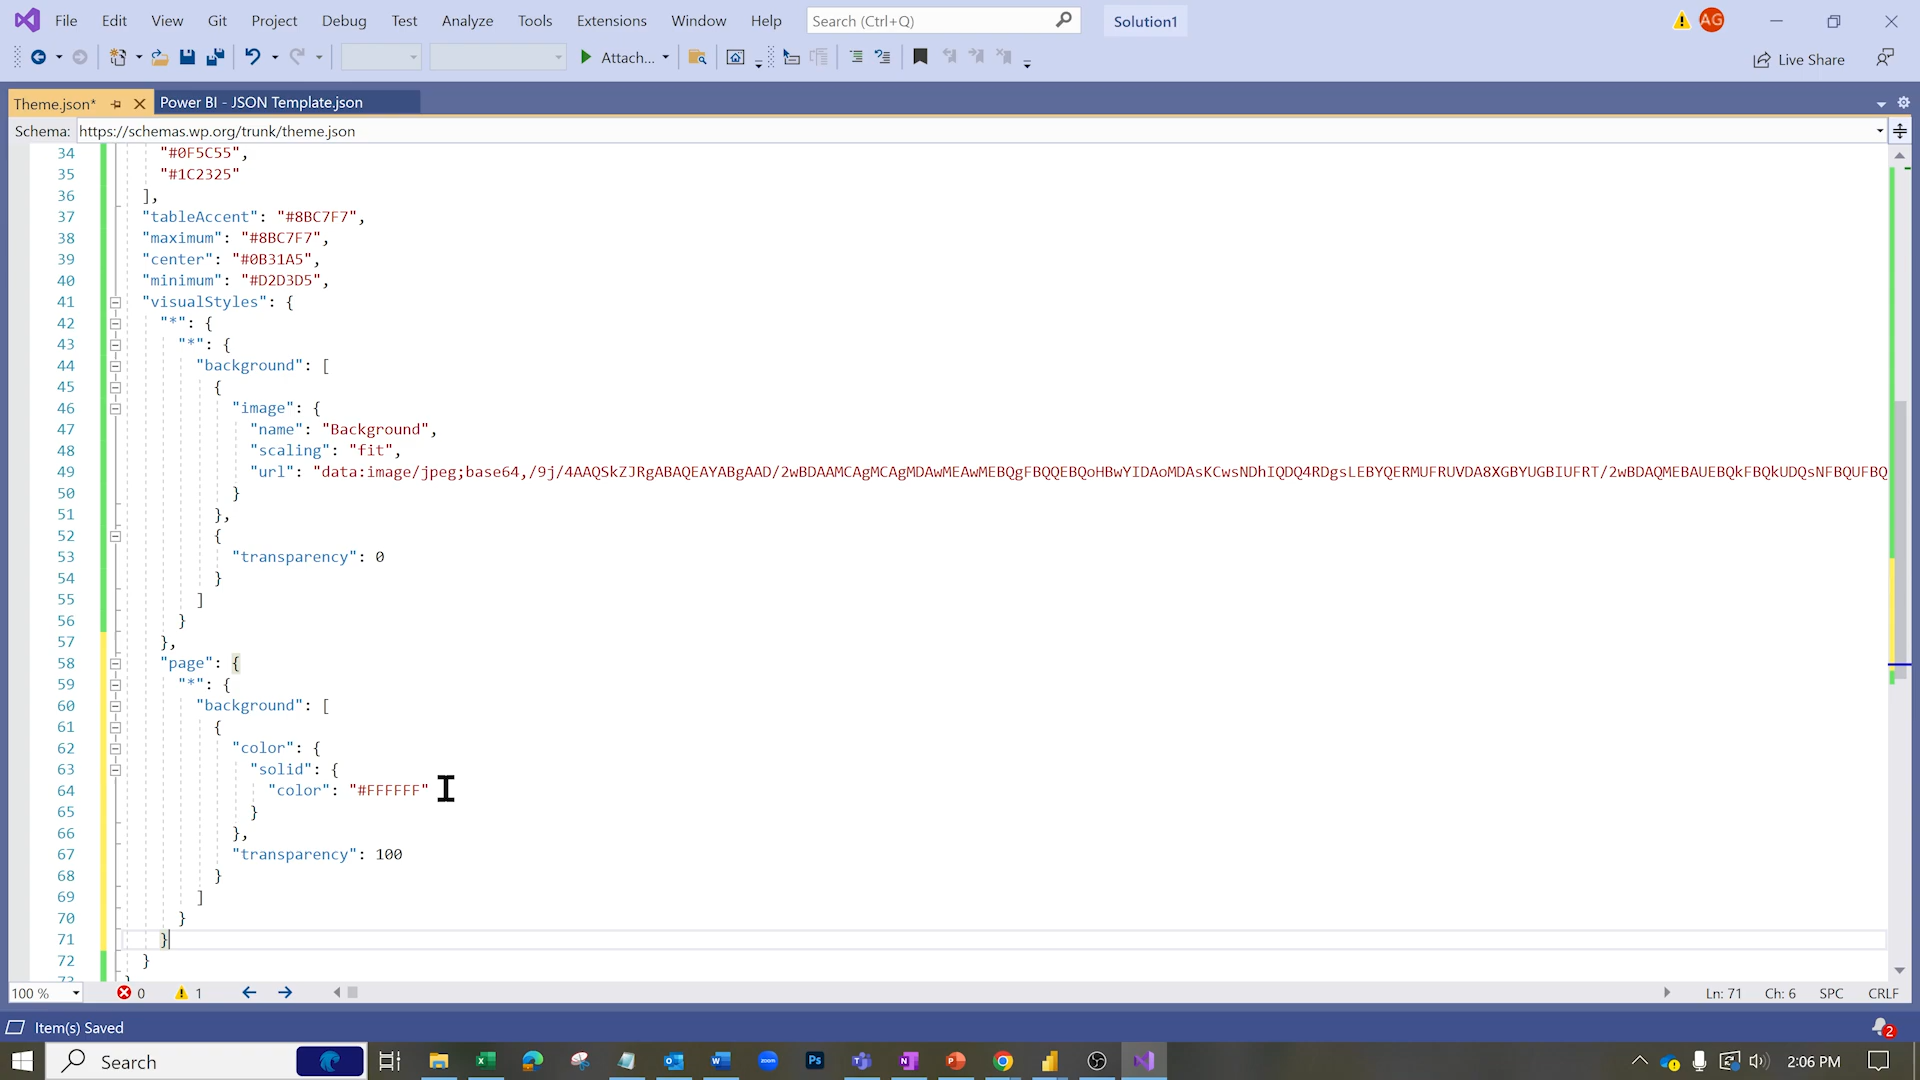 File Edit View Git Project Debug Test Analyze Tools Extensions Window Help Search (Ctrl+Q) Solution1 AG
Attach... Live Share
Theme.json* Power BI - JSON Template.json
Schema: https://schemas.wp.org/trunk/theme.json
34 "#0F5C55",
35 "#1C2325"
36 ],
37 "tableAccent": "#8BC7F7",
38 "maximum": "#8BC7F7",
39 "center": "#0B31A5",
40 "minimum": "#D2D3D5",
41 "visualStyles": {
42 "*": {
43 "*": {
44 "background": [
45 {
46 "image": {
47 "name": "Background",
48 "scaling": "fit",
49 "url": "data:image/jpeg;base64,/9j/4AAQSkZJRgABAQEAYABgAAD/2wBDAAMCAgMCAgMDAwMEAwMEBQgFBQQEBQoHBwYIDAoMDAsKCwsNDhIQDQ4RDgsLEBYQERMUFRUVDA8XGBYUGBIUFRT/2wBDAQMEBAUEBQkFBQkUDQsNFBQUFBQ
50 }
51 },
52 {
53 "transparency": 0
54 }
55 ]
56 }
57 },
58 "page": {
59 "*": {
60 "background": [
61 {
62 "color": {
63 "solid": {
64 "color": "#FFFFFF"
65 }
66 },
67 "transparency": 100
68 }
69 ]
70 }
71 }
72 }
100 % 0 1 Ln: 71 Ch: 6 SPC CRLF
Item(s) Saved 2
Search zoom Ps 2:06 PM